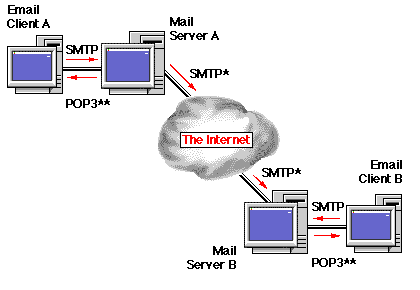 Email
Client A
Mail
Server A
SMTP
POP3**
SMTP*
The Internet
SMTP*
Email
Client B
SMTP
Mail
Server B
POP3**